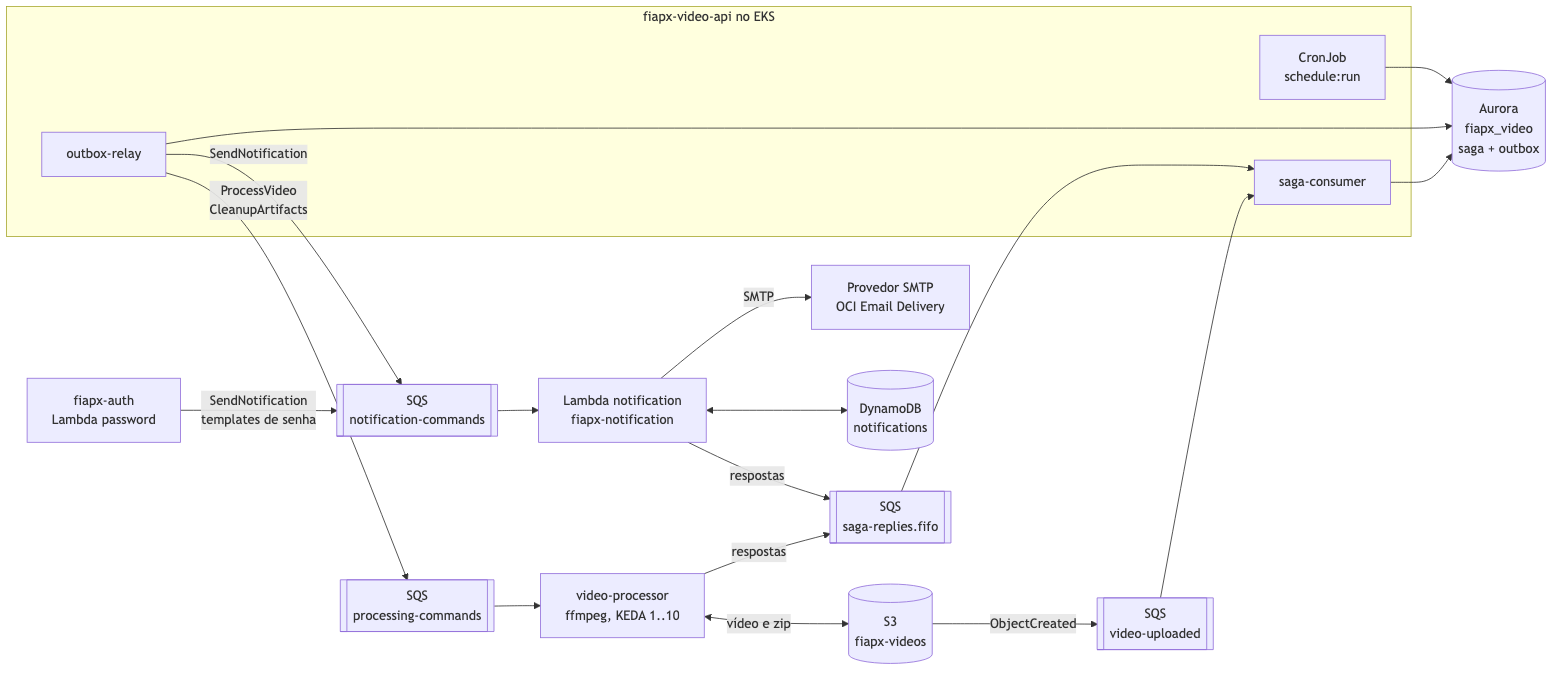 fiapx-video-api no EKS
CronJob
schedule:run
Aurora
fiapx_video
saga + outbox
outbox-relay
SendNotification
ProcessVideo
CleanupArtifacts
saga-consumer
Provedor SMTP
OCI Email Delivery
SMTP
fiapx-auth
Lambda password
SendNotification
templates de senha
SQS
notification-commands
Lambda notification
fiapx-notification
DynamoDB
notifications
respostas
SQS
saga-replies.fifo
respostas
SQS
processing-commands
video-processor
ffmpeg, KEDA 1..10
vídeo e zip
S3
fiapx-videos
ObjectCreated
SQS
video-uploaded